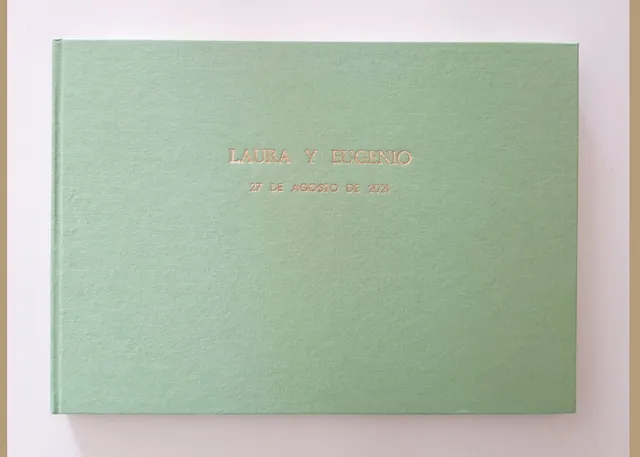 LAURA Y EUGENIO
27 DE AGOSTO DE 2021